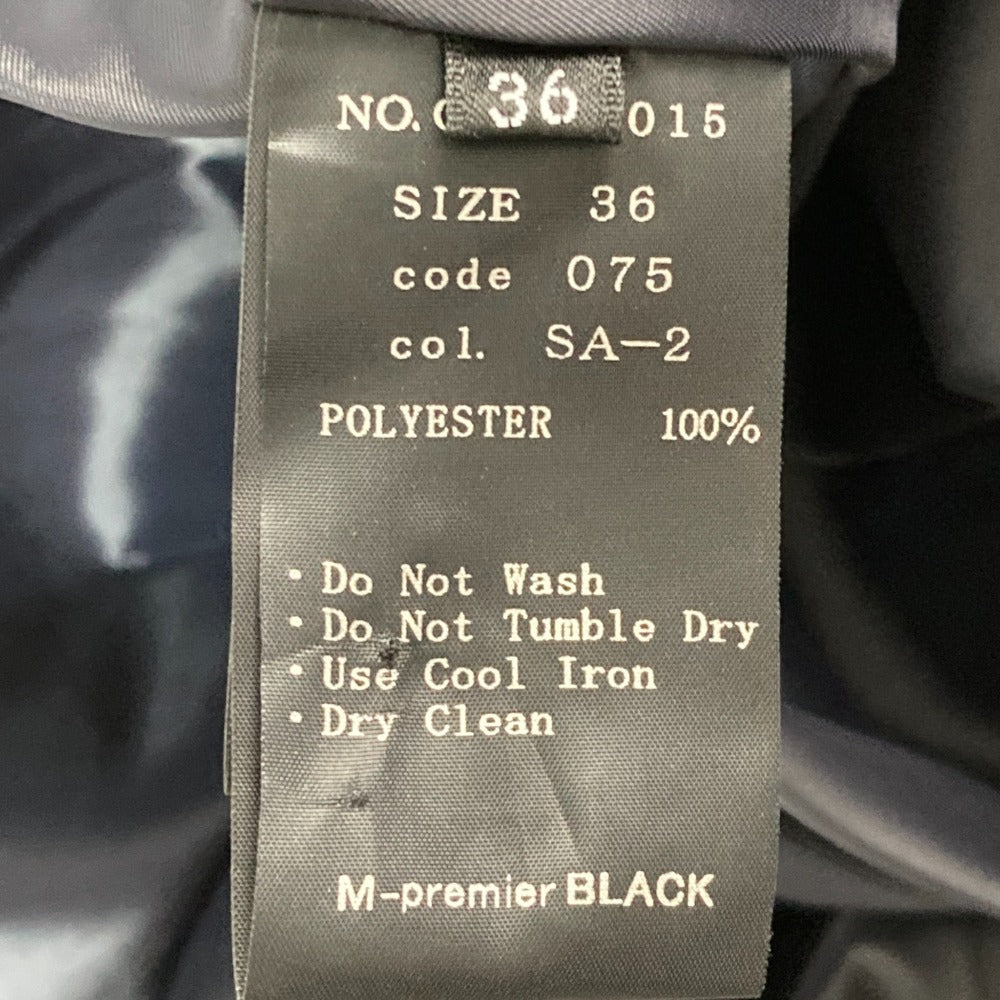 36
NO. 015
SIZE 36
code 075
col. SA-2
POLYESTER 100%
・Do Not Wash
・Do Not Tumble Dry
・Use Cool Iron
・Dry Clean
M-premier BLACK